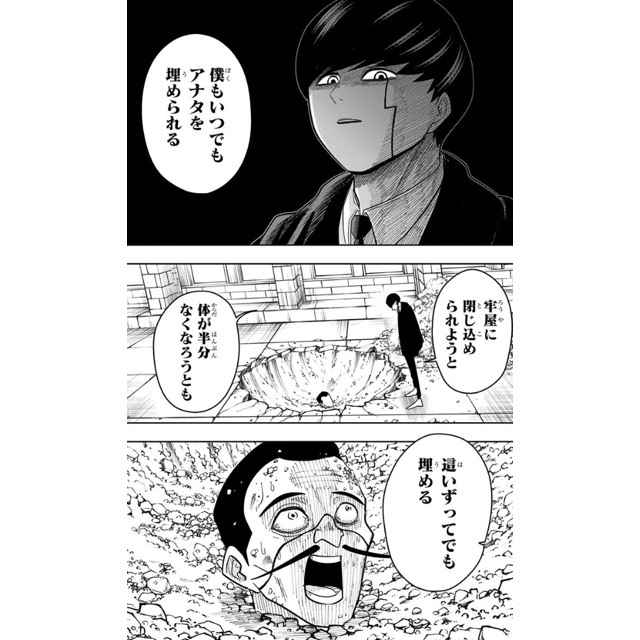 僕もいつでも
アナタを
埋められる
牢屋に
閉じ込め
られようと
体が半分
なくなろうとも
這いずってでも
埋める